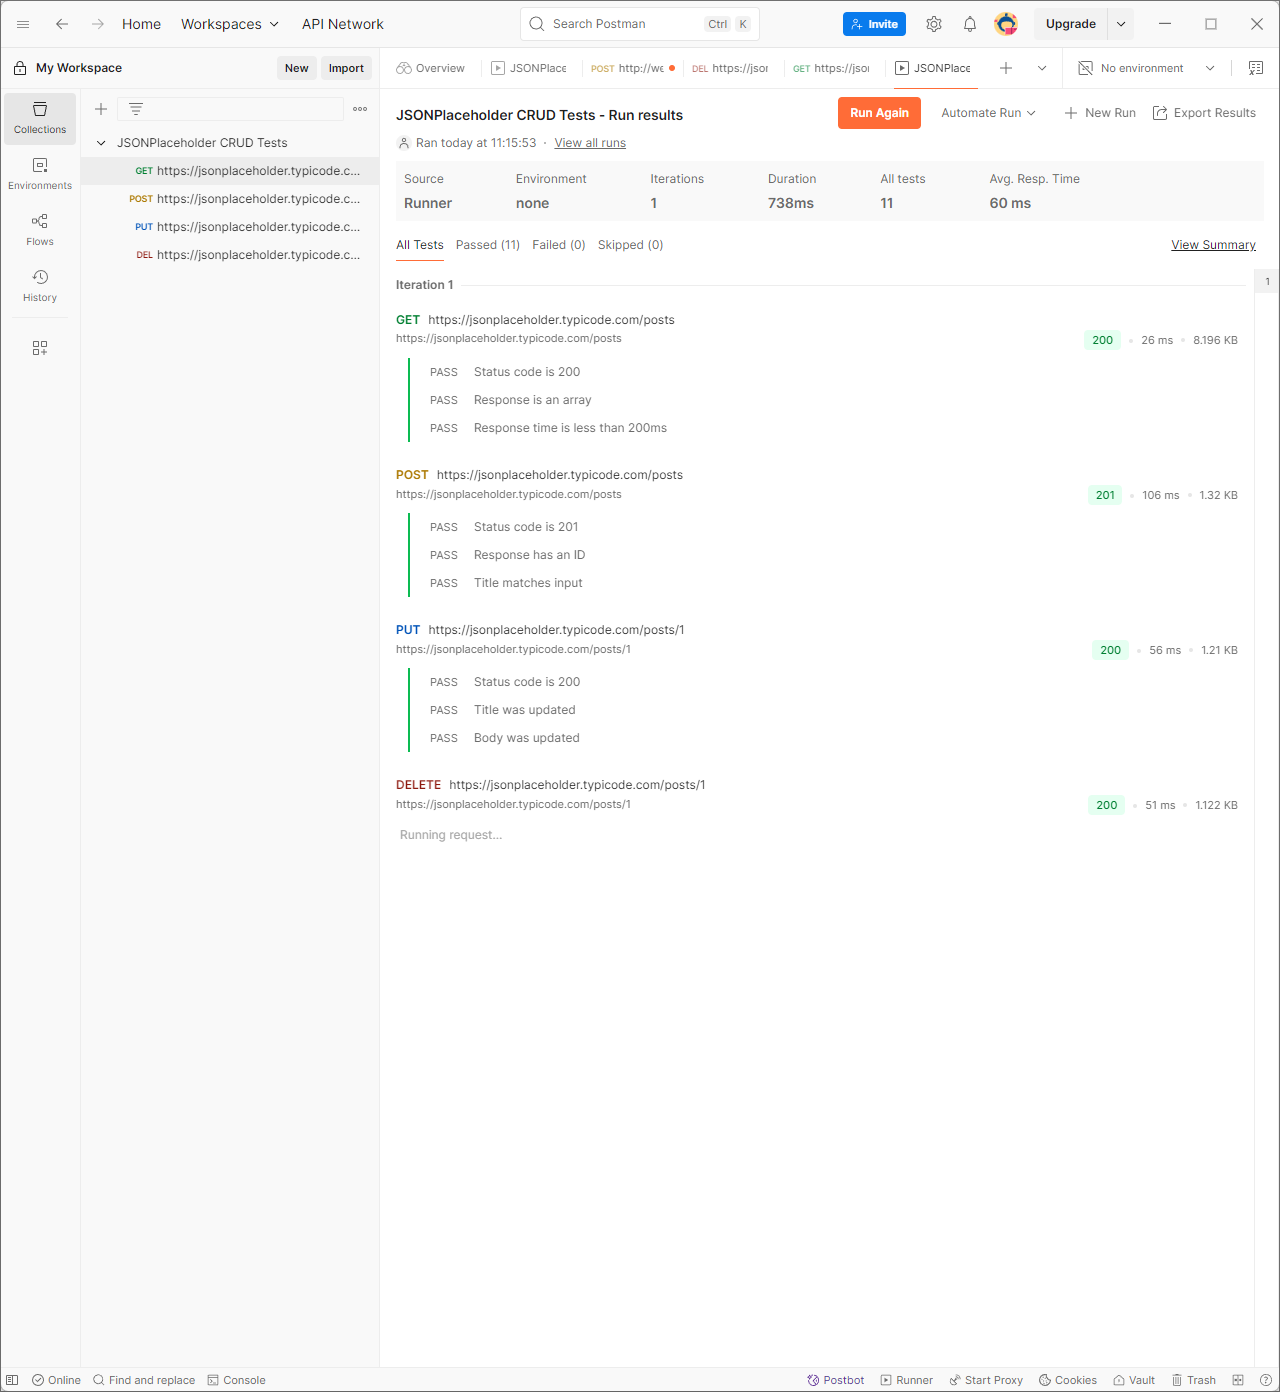 Home Workspaces API Network Search Postman Ctrl K Invite Upgrade
My Workspace New Import Overview JSONPlace POST http://we DEL https://jsor GET https://jsor JSONPlace No environment
Collections
Environments
Flows
History
JSONPlaceholder CRUD Tests
GET https://jsonplaceholder.typicode.c...
POST https://jsonplaceholder.typicode.c...
PUT https://jsonplaceholder.typicode.c...
DEL https://jsonplaceholder.typicode.c...
JSONPlaceholder CRUD Tests - Run results Run Again Automate Run New Run Export Results
Ran today at 11:15:53 · View all runs
Source Environment Iterations Duration All tests Avg. Resp. Time
Runner none 1 738ms 11 60 ms
All Tests Passed (11) Failed (0) Skipped (0) View Summary
Iteration 1 1
GET https://jsonplaceholder.typicode.com/posts
https://jsonplaceholder.typicode.com/posts 200 26 ms 8.196 KB
PASS Status code is 200
PASS Response is an array
PASS Response time is less than 200ms
POST https://jsonplaceholder.typicode.com/posts
https://jsonplaceholder.typicode.com/posts 201 106 ms 1.32 KB
PASS Status code is 201
PASS Response has an ID
PASS Title matches input
PUT https://jsonplaceholder.typicode.com/posts/1
https://jsonplaceholder.typicode.com/posts/1 200 56 ms 1.21 KB
PASS Status code is 200
PASS Title was updated
PASS Body was updated
DELETE https://jsonplaceholder.typicode.com/posts/1
https://jsonplaceholder.typicode.com/posts/1 200 51 ms 1.122 KB
Running request...
Online Find and replace Console Postbot Runner Start Proxy Cookies Vault Trash